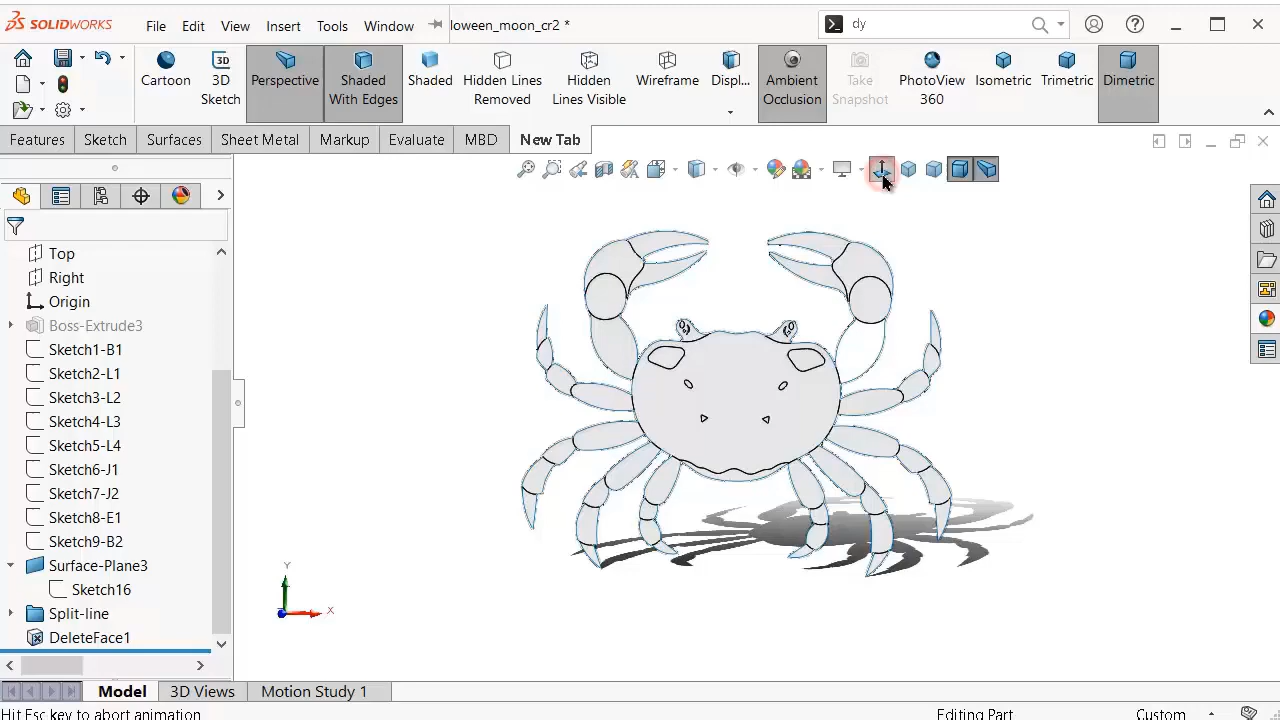 SOLIDWORKS
File Edit View Insert Tools Window
loween_moon_cr2 *
dy
Cartoon
3D
Sketch
Perspective
Shaded
With Edges
Shaded
Hidden Lines
Removed
Hidden
Lines Visible
Wireframe
Displ...
Ambient
Occlusion
Take
Snapshot
PhotoView
360
Isometric
Trimetric
Dimetric
Features Sketch Surfaces Sheet Metal Markup Evaluate MBD New Tab
Top
Right
Origin
Boss-Extrude3
Sketch1-B1
Sketch2-L1
Sketch3-L2
Sketch4-L3
Sketch5-L4
Sketch6-J1
Sketch7-J2
Sketch8-E1
Sketch9-B2
Surface-Plane3
Sketch16
Split-line
DeleteFace1
Y
X
Model 3D Views Motion Study 1
Hit Esc key to abort animation
Editing Part
Custom